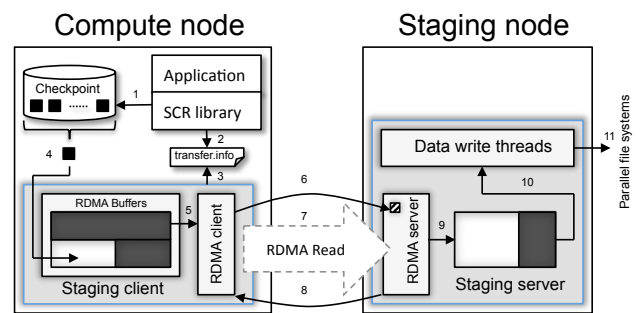 Compute node
Staging node
Application
SCR library
Checkpoint
......
1
2
transfer.info
3
4
RDMA Buffers
5
RDMA client
Staging client
6
7
RDMA Read
8
RDMA server
9
10
Data write threads
Staging server
11
Parallel file systems